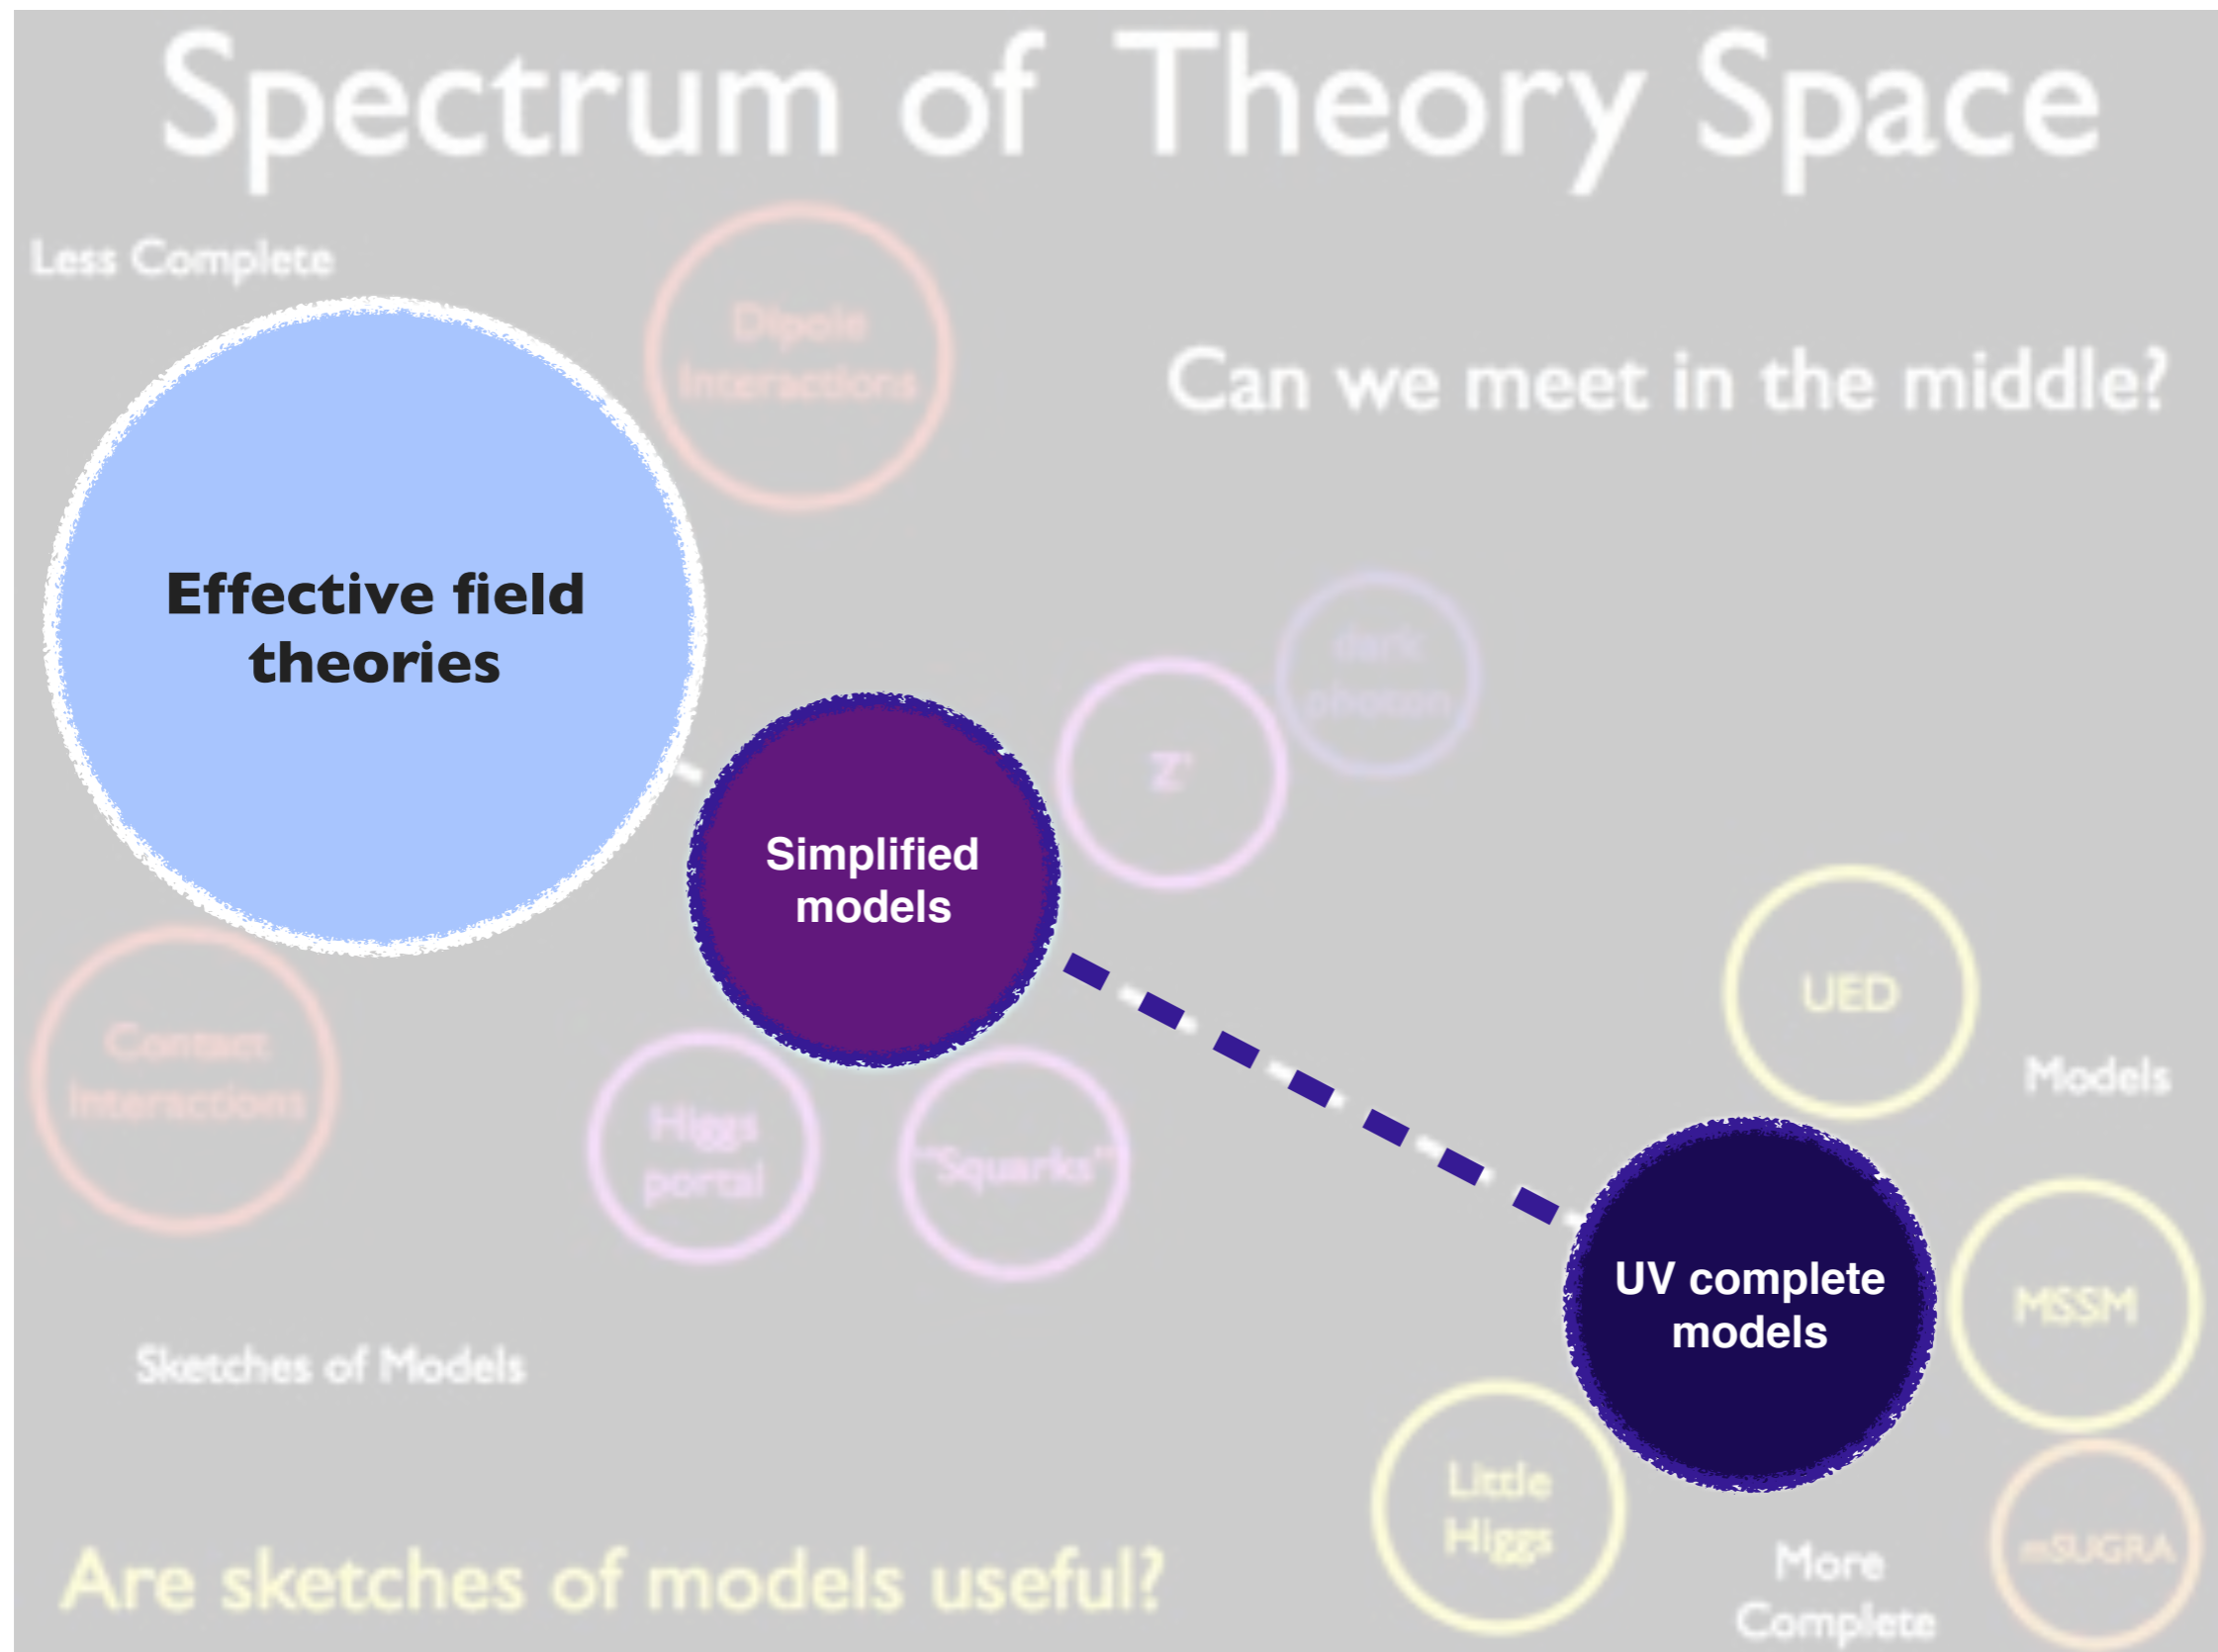 Spectrum of Theory Space
Less Complete
Dipole
Interactions
Can we meet in the middle?
Effective field
theories
dark
photon
Z'
Simplified
models
UED
Contact
Interactions
Models
Higgs
portal
"Squarks"
UV complete
models
MSSM
Sketches of Models
Little
Higgs
More
Complete
mSUGRA
Are sketches of models useful?